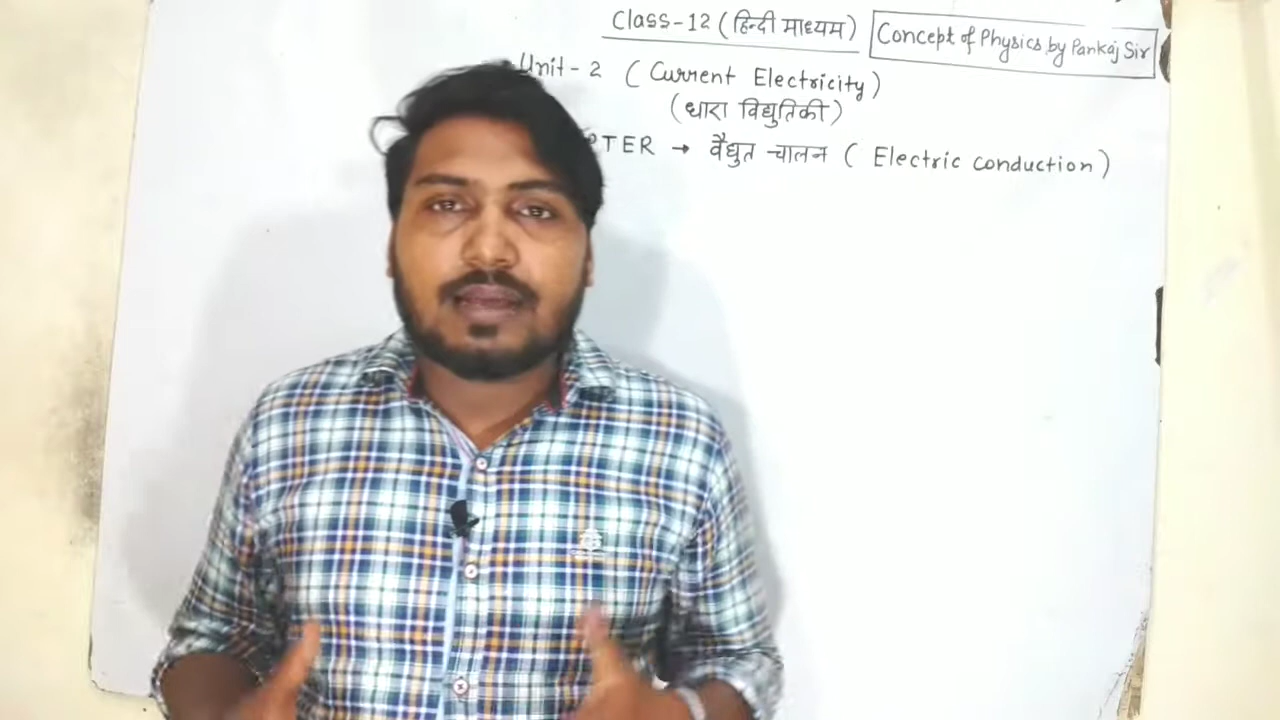 Class-12 (हिन्दी माध्यम)
Concept of Physics by Pankaj Sir
Unit - 2 ( Current Electricity )
(धारा विद्युतिकी)
PTER → वैद्युत चालन ( Electric conduction )